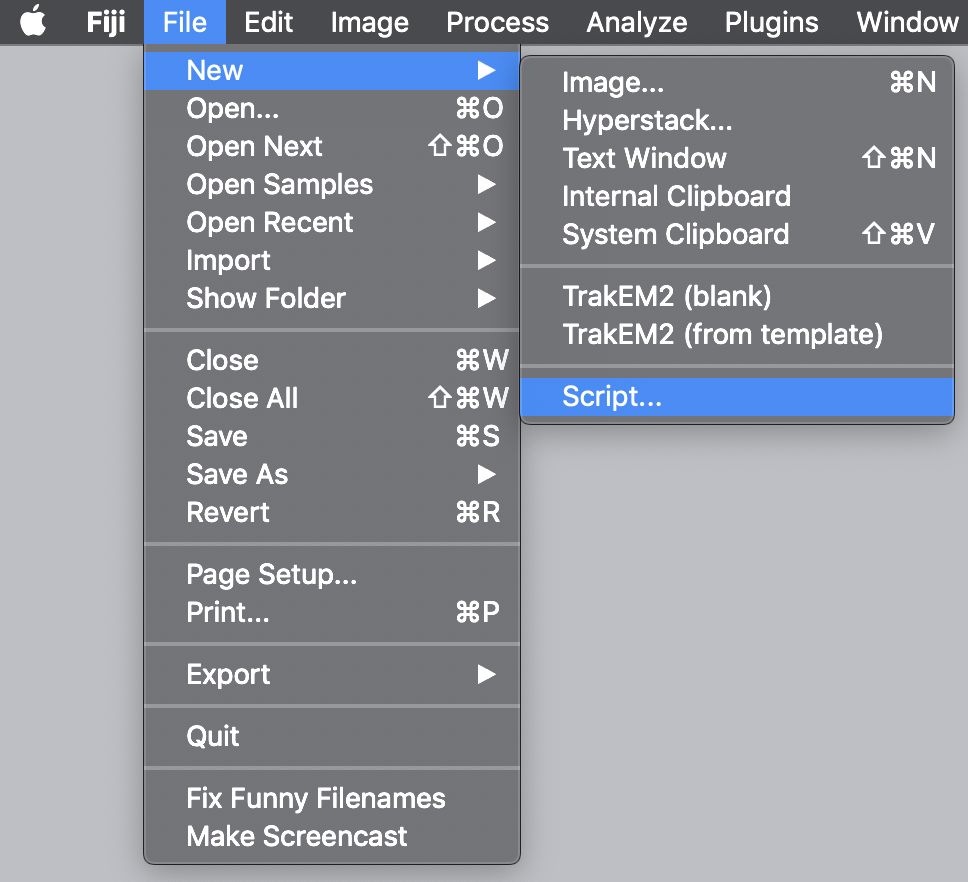 Fiji File Edit Image Process Analyze Plugins Window
New ▶
Open... ⌘O
Open Next ⇧⌘O
Open Samples ▶
Open Recent ▶
Import ▶
Show Folder ▶
Close ⌘W
Close All ⇧⌘W
Save ⌘S
Save As ▶
Revert ⌘R
Page Setup...
Print... ⌘P
Export ▶
Quit
Fix Funny Filenames
Make Screencast
Image... ⌘N
Hyperstack...
Text Window ⇧⌘N
Internal Clipboard
System Clipboard ⇧⌘V
TrakEM2 (blank)
TrakEM2 (from template)
Script...